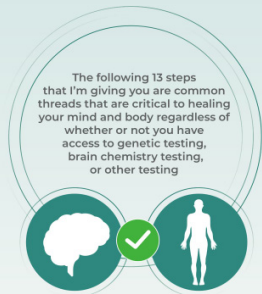 The following 13 steps
that I'm giving you are common
threads that are critical to healing
your mind and body regardless of
whether or not you have
access to genetic testing,
brain chemistry testing,
or other testing